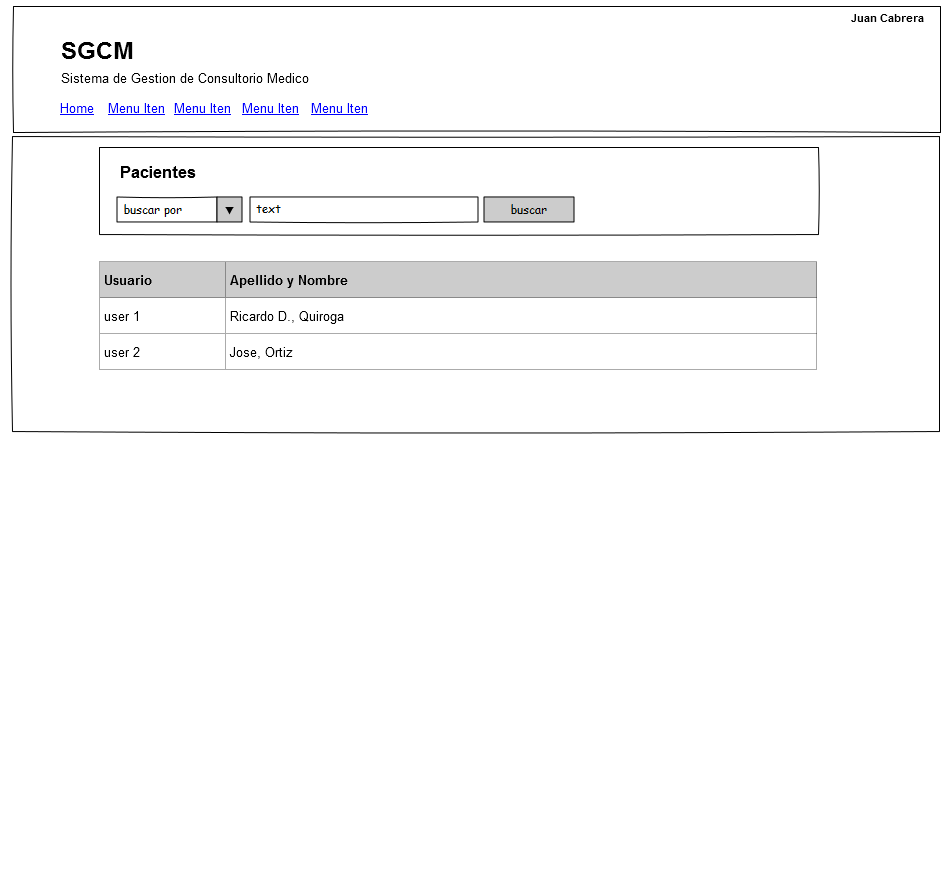 Juan Cabrera
SGCM
Sistema de Gestion de Consultorio Medico
Home Menu Iten Menu Iten Menu Iten Menu Iten
Pacientes
buscar por ▼ text buscar
Usuario Apellido y Nombre
user 1 Ricardo D., Quiroga
user 2 Jose, Ortiz